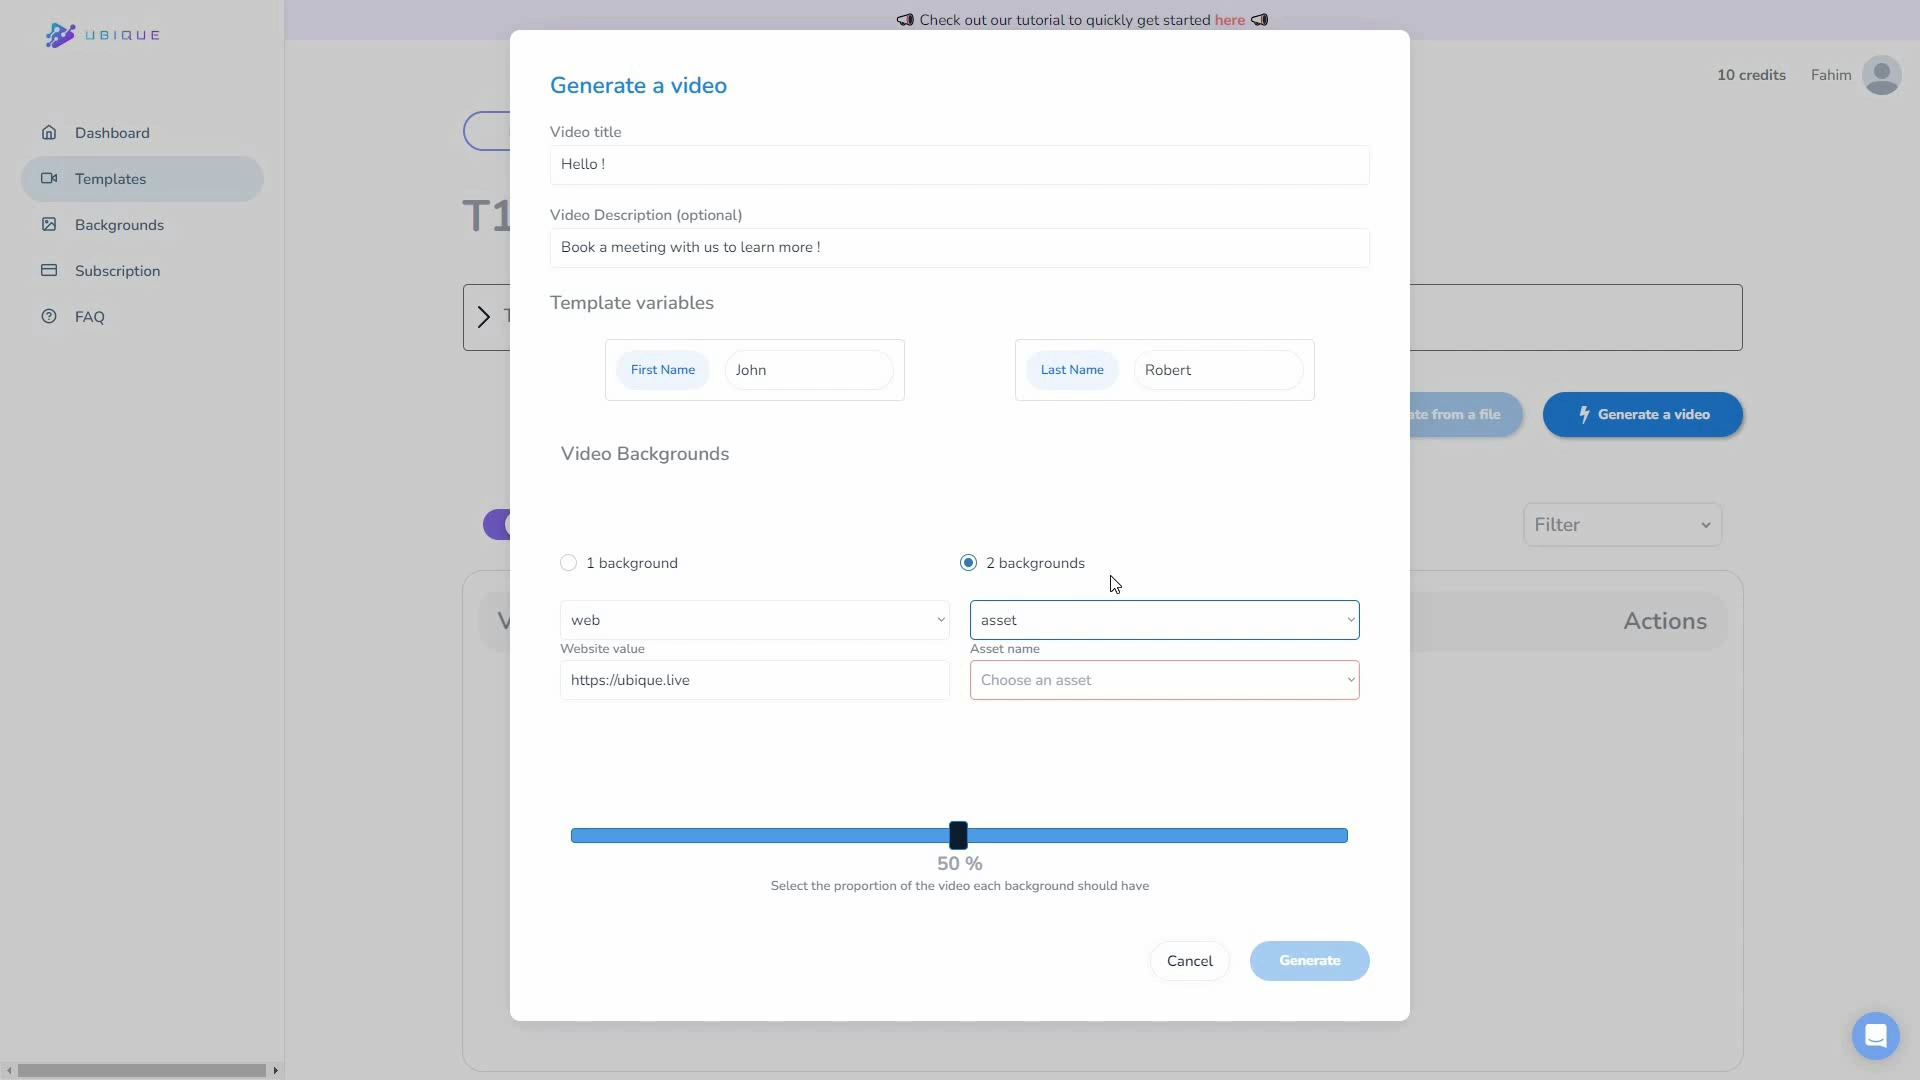 📢 Check out our tutorial to quickly get started here 📢
UBIQUE
10 credits
Fahim
Dashboard
Templates
Backgrounds
Subscription
FAQ
T1
Generate a video
Video title
Hello !
Video Description (optional)
Book a meeting with us to learn more !
Template variables
First Name
John
Last Name
Robert
from a file
Generate a video
Video Backgrounds
Filter
1 background
2 backgrounds
web
asset
Actions
Website value
Asset name
https://ubique.live
Choose an asset
50 %
Select the proportion of the video each background should have
Cancel
Generate